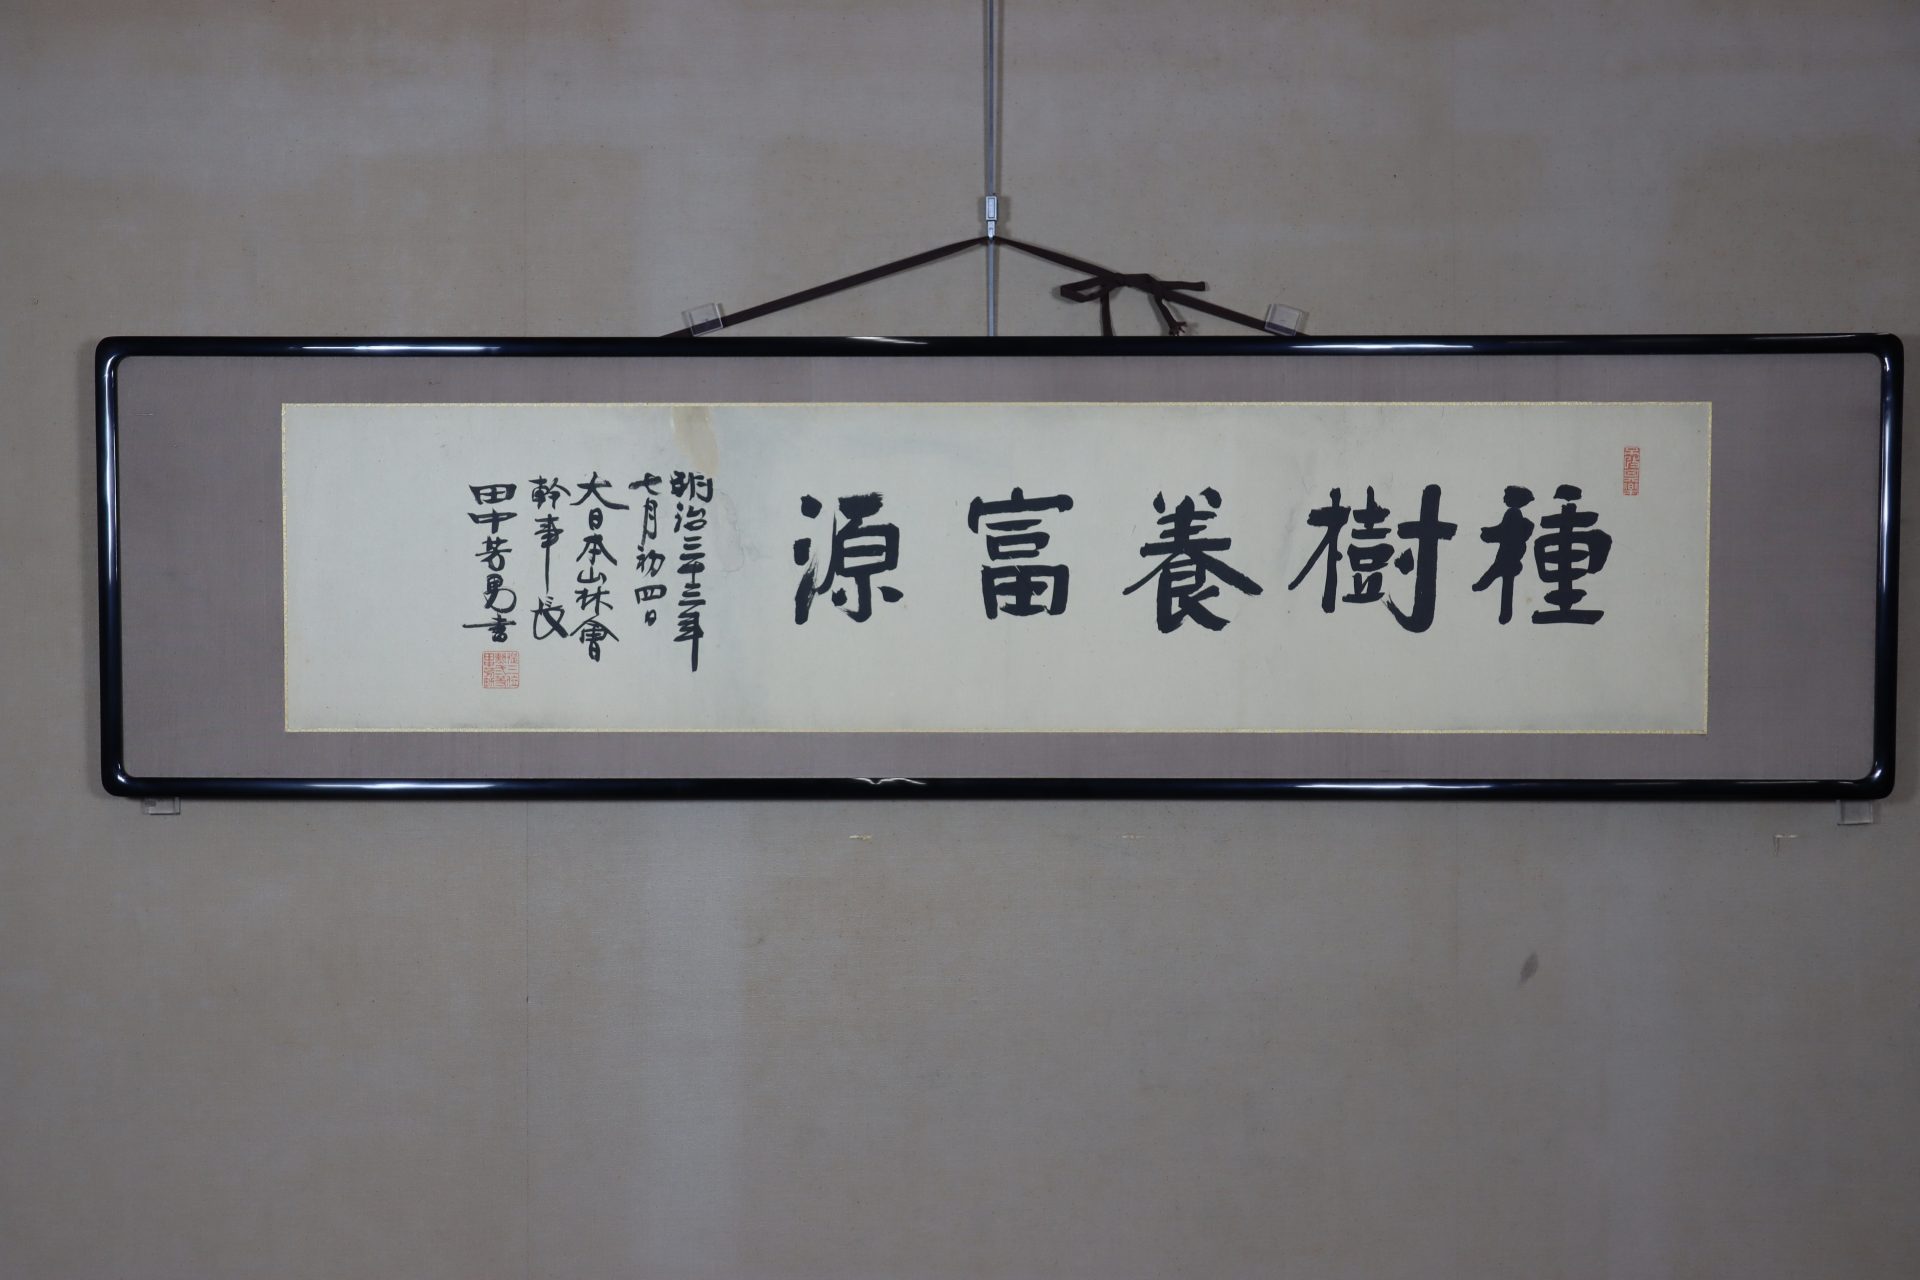 種樹養富源
明治三十三年
七月初四日
大日本山林會
幹事長
田中芳男書